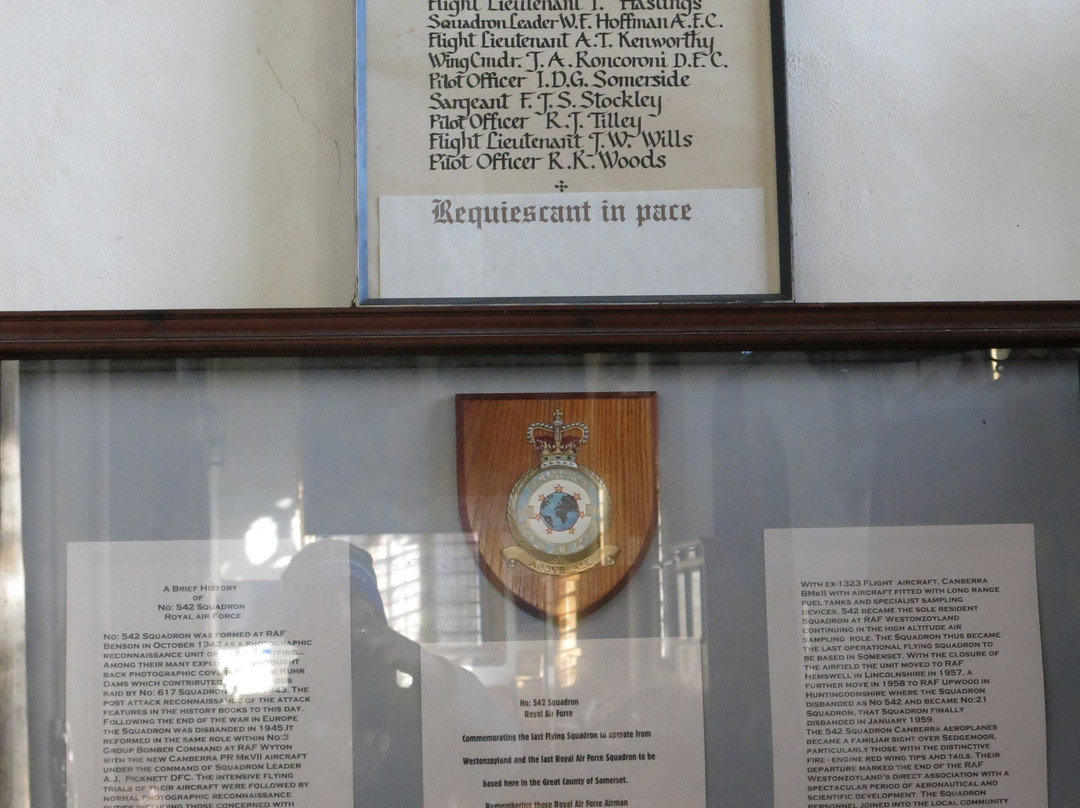 Flight Lieutenant T. Hastings
Squadron Leader W.F. Hoffman Æ.F.C.
Flight Lieutenant A.T. Kenworthy
Wing Cmdr. J.A. Roncoroni D.F.C.
Pilot Officer I.D.G. Somerside
Sargeant F.J.S. Stockley
Pilot Officer R.J. Tilley
Flight Lieutenant J.W. Wills
Pilot Officer R.K. Woods
Requiescant in pace
ABOVE ALL
A BRIEF HISTORY
OF
NO: 542 SQUADRON
ROYAL AIR FORCE
NO: 542 SQUADRON WAS FORMED AT RAF
BENSON IN OCTOBER 1942 AS A PHOTOGRAPHIC
RECONNAISSANCE UNIT
AMONG THEIR MANY
BACK PHOTOGRAPHIC RUHR
DAMS WHICH CONTRIBUTED
RAID BY NO: 617 SQUADRON THE
POST ATTACK RECONNAISSANCE OF THE ATTACK
FEATURES IN THE HISTORY BOOKS TO THIS DAY.
FOLLOWING THE END OF THE WAR IN EUROPE
THE SQUADRON WAS DISBANDED IN 1945. IT
REFORMED IN THE SAME ROLE WITHIN NO:3
GROUP BOMBER COMMAND AT RAF WYTON
WITH THE NEW CANBERRA PR MKVII AIRCRAFT
UNDER THE COMMAND OF SQUADRON LEADER
A.J. PICKNETT DFC. THE INTENSIVE FLYING
TRIALS OF THEIR AIRCRAFT WERE FOLLOWED BY
NORMAL PHOTOGRAPHIC RECONNAISSANCE
DUTIES INCLUDING THOSE CONCERNED WITH
No: 542 Squadron
Royal Air Force
Commemorating the last Flying Squadron to operate from
Westonzoyland and the last Royal Air Force Squadron to be
based here in the Great County of Somerset.
Remembering those Royal Air Force Airman
WITH EX-1323 FLIGHT AIRCRAFT, CANBERRA
BMKII WITH AIRCRAFT FITTED WITH LONG RANGE
FUEL TANKS AND SPECIALIST SAMPLING
DEVICES, 542 BECAME THE SOLE RESIDENT
SQUADRON AT RAF WESTONZOYLAND
CONTINUING IN THE HIGH ALTITUDE AIR
SAMPLING ROLE. THE SQUADRON THUS BECAME
THE LAST OPERATIONAL FLYING SQUADRON TO
BE BASED IN SOMERSET. WITH THE CLOSURE OF
THE AIRFIELD THE UNIT MOVED TO RAF
HEMSWELL IN LINCOLNSHIRE IN 1957, A
FURTHER MOVE IN 1958 TO RAF UPWOOD IN
HUNTINGDONSHIRE WHERE THE SQUADRON
DISBANDED AS NO 542 AND BECAME NO:21
SQUADRON, THAT SQUADRON FINALLY
DISBANDED IN JANUARY 1959.
THE 542 SQUADRON CANBERRA AEROPLANES
BECAME A FAMILIAR SIGHT OVER SEDGEMOOR,
PARTICULARLY THOSE WITH THE DISTINCTIVE
FIRE-ENGINE RED WING TIPS AND TAILS. THEIR
DEPARTURE MARKED THE END OF THE RAF
WESTONZOYLAND'S DIRECT ASSOCIATION WITH A
SPECTACULAR PERIOD OF AERONAUTICAL AND
SCIENTIFIC DEVELOPMENT. THE SQUADRON
PERSONNEL JOINED INTO THE LOCAL COMMUNITY